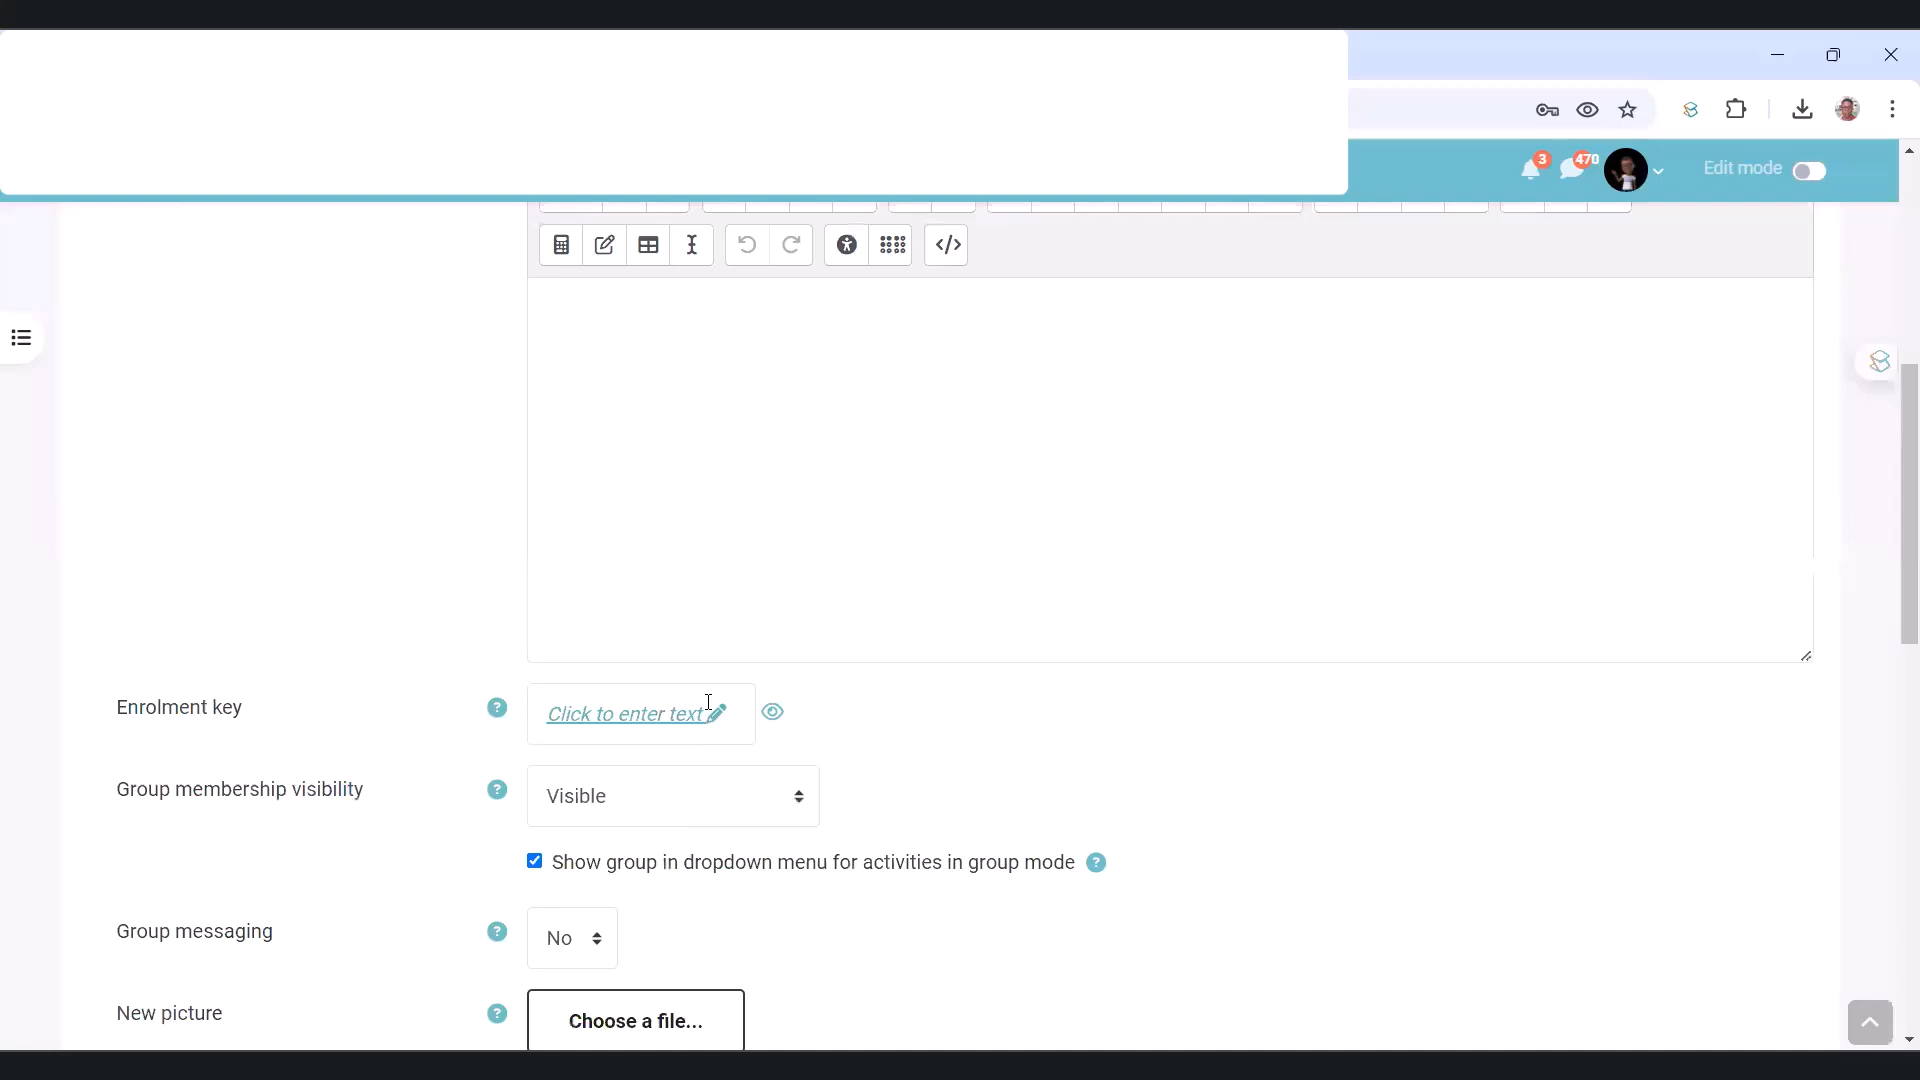 3
470
Edit mode
Enrolment key
Click to enter text
Group membership visibility
Visible
Show group in dropdown menu for activities in group mode
Group messaging
No
New picture
Choose a file...